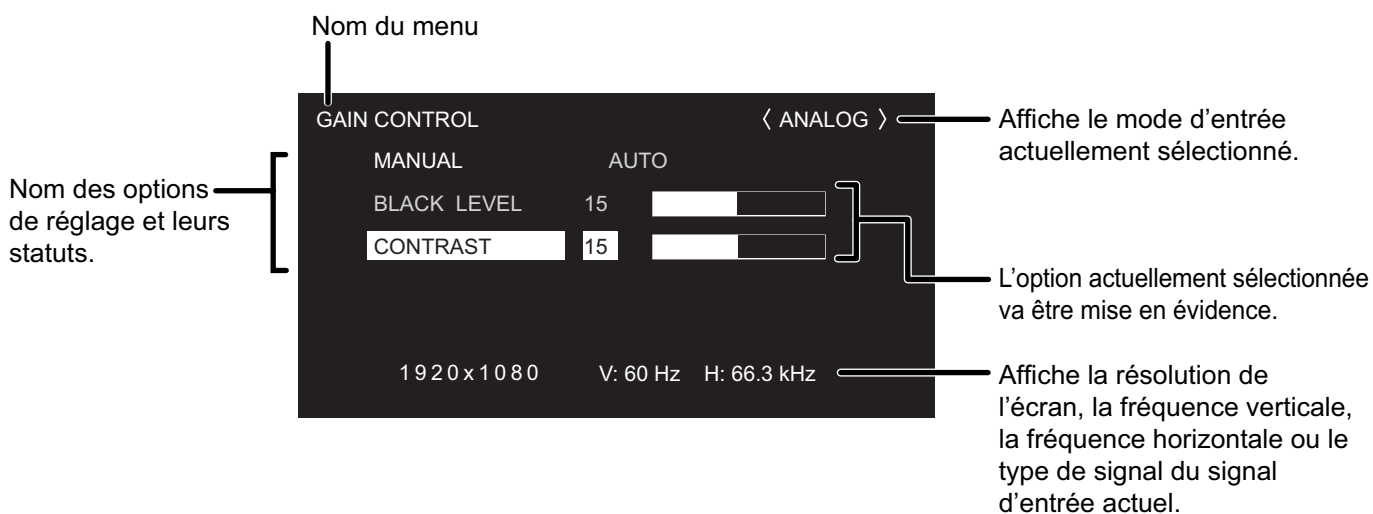 Nom du menu
GAIN CONTROL
〈 ANALOG 〉
MANUAL AUTO
BLACK LEVEL 15
CONTRAST 15
1920x1080 V: 60 Hz H: 66.3 kHz
Nom des options
de réglage et leurs
statuts.
Affiche le mode d’entrée
actuellement sélectionné.
L’option actuellement sélectionnée
va être mise en évidence.
Affiche la résolution de
l’écran, la fréquence verticale,
la fréquence horizontale ou le
type de signal du signal
d’entrée actuel.